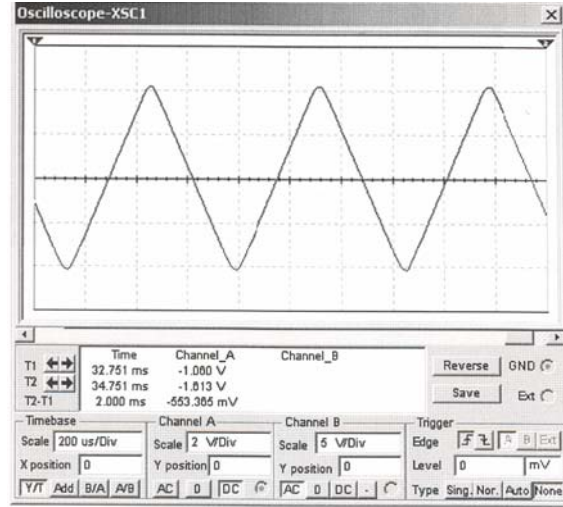 Oscilloscope-XSC1
Time Channel_A Channel_B
T1 32.751 ms -1.060 V
T2 34.751 ms -1.613 V
T2-T1 2.000 ms -553.365 mV
Reverse GND
Save Ext
Timebase Channel A Channel B Trigger
Scale 200 us/Div Scale 2 V/Div Scale 5 V/Div Edge A B Ext
X position 0 Y position 0 Y position 0 Level 0 mV
Y/T Add B/A A/B AC 0 DC AC 0 DC - Type Sing. Nor. Auto None